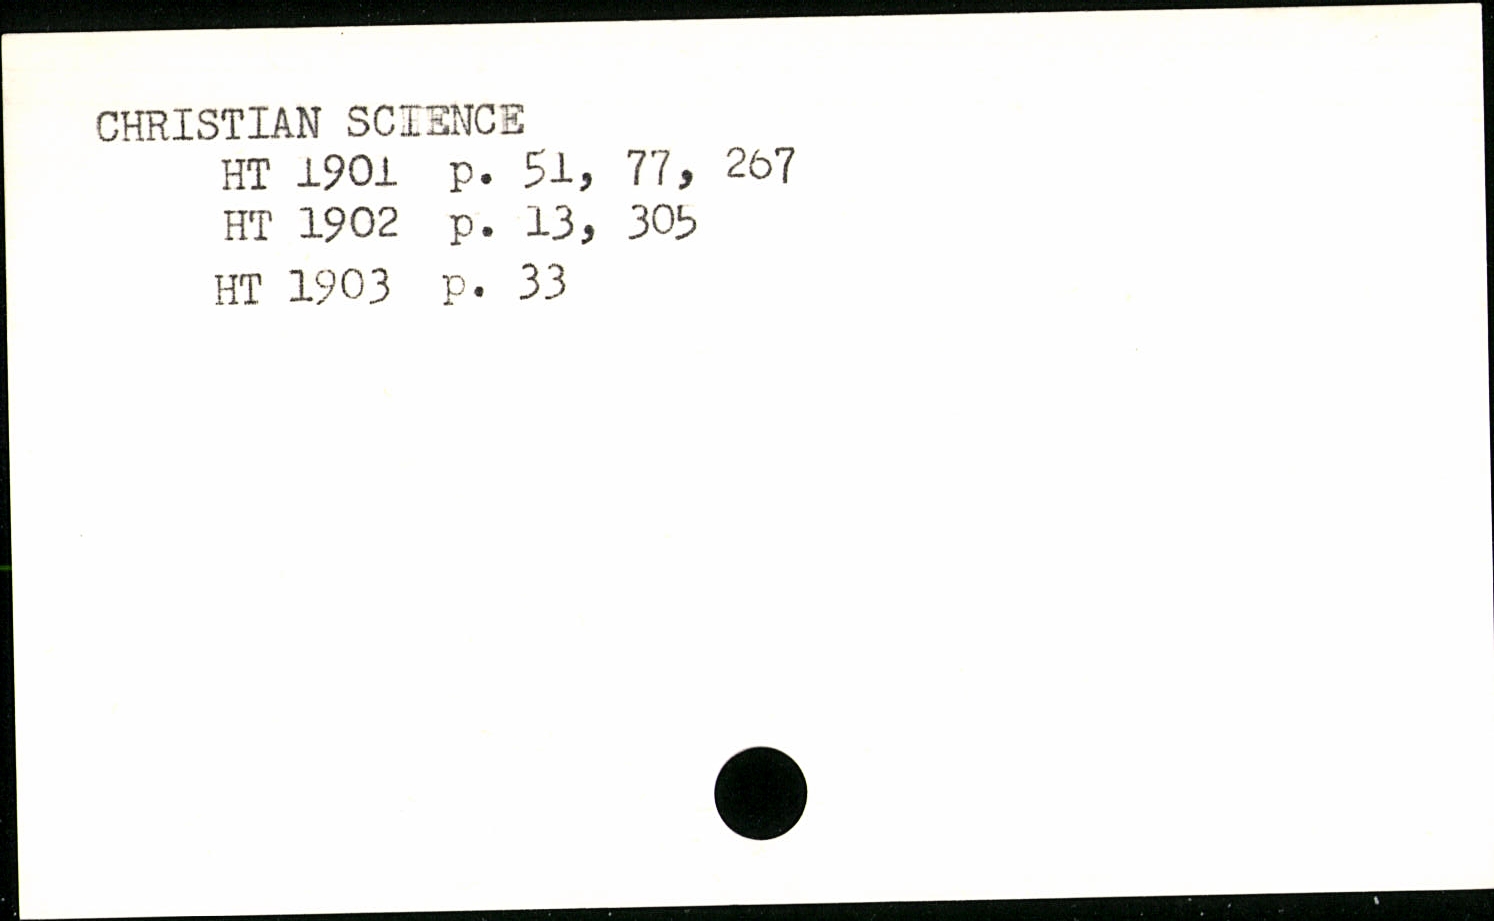 CHRISTIAN SCIENCE
HT 1901 p. 51, 77, 267
HT 1902 p. 13, 305
HT 1903 p. 33